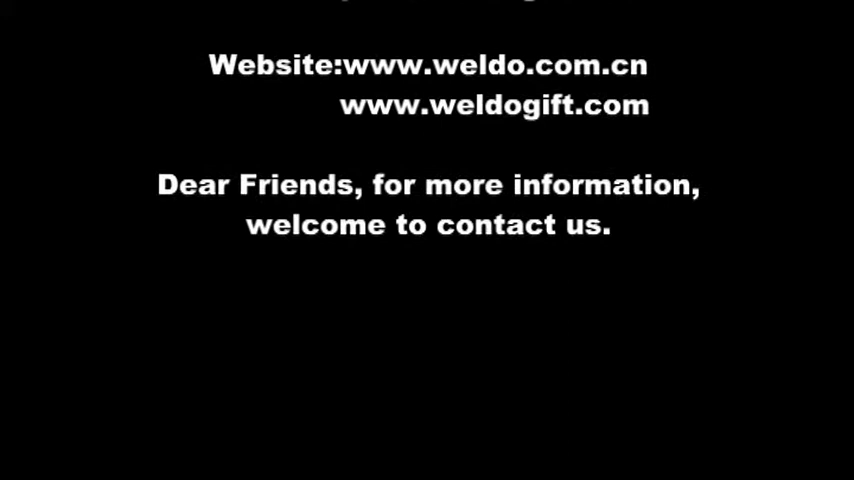 Website:www.weldo.com.cn
www.weldogift.com
Dear Friends, for more information,
welcome to contact us.